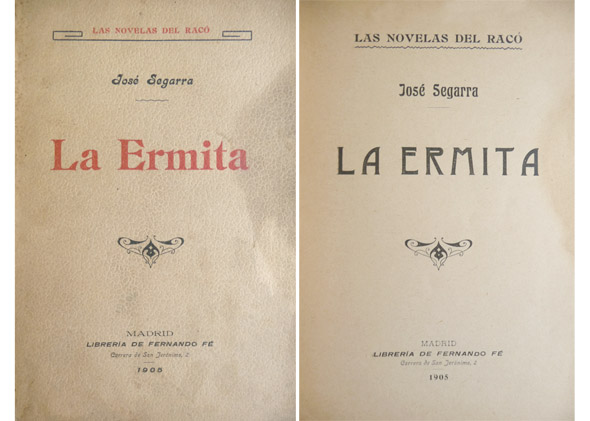 LAS NOVELAS DEL RACÓ
José Segarra
La Ermita
MADRID
LIBRERÍA DE FERNANDO FÉ
Carrera de San Jerónimo, 2
1905
LAS NOVELAS DEL RACÓ
José Segarra
LA ERMITA
MADRID
LIBRERÍA DE FERNANDO FÉ
Carrera de San Jerónimo, 2
1905